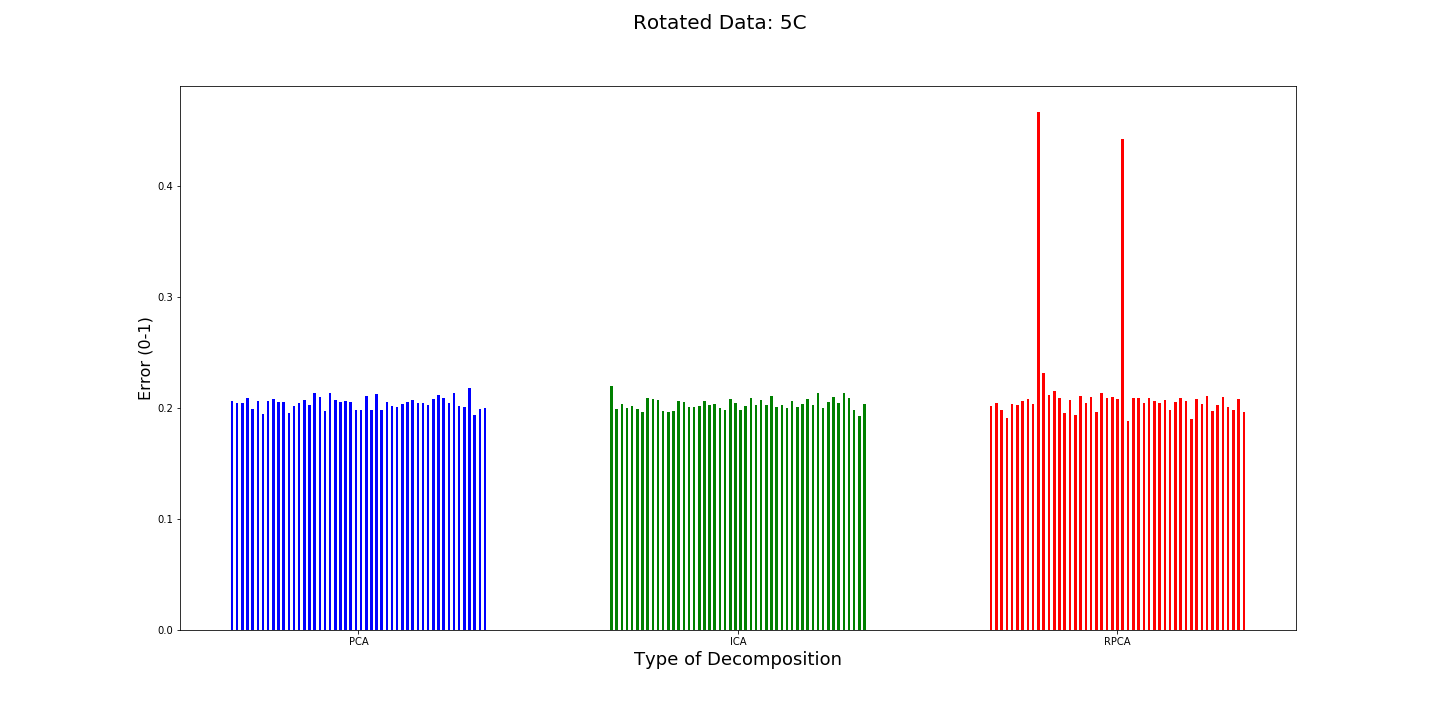 Rotated Data: 5C
Error (0-1)
0.4
0.3
0.2
0.1
0.0
PCA
ICA
RPCA
Type of Decomposition